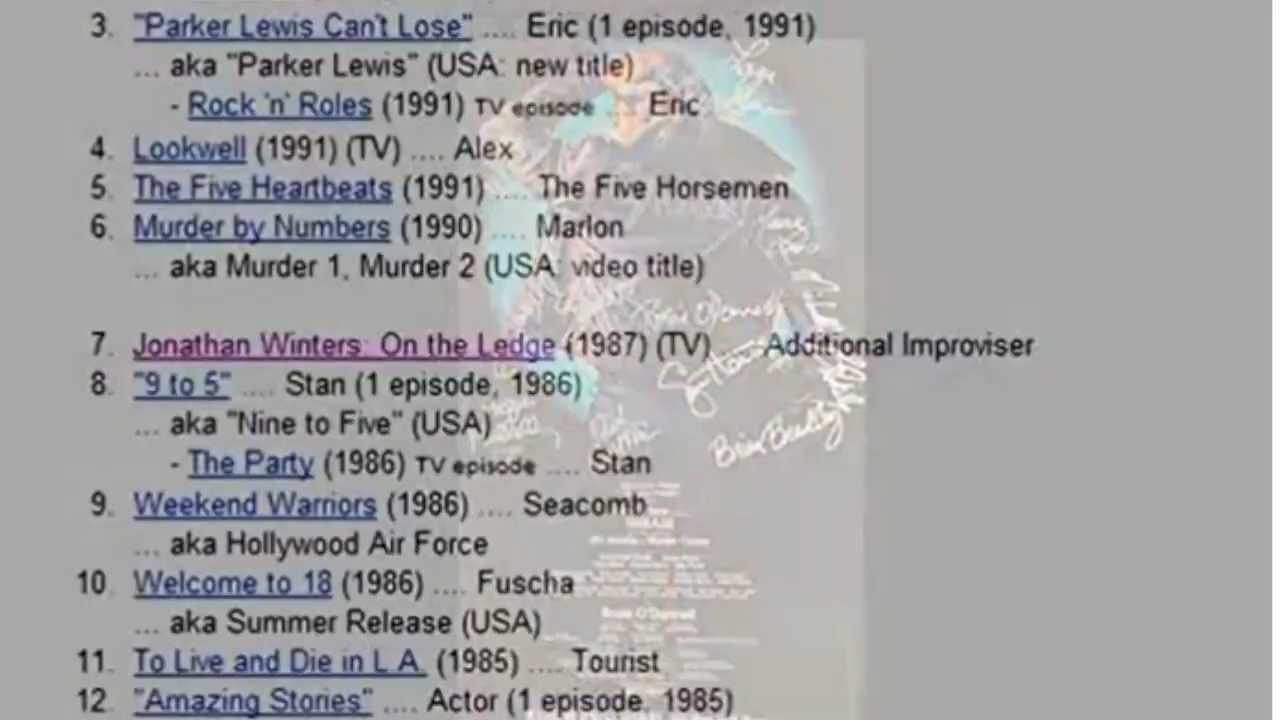 3. "Parker Lewis Can't Lose" .... Eric (1 episode, 1991)
... aka "Parker Lewis" (USA: new title)
- Rock 'n' Roles (1991) TV episode .... Eric
4. Lookwell (1991) (TV) .... Alex
5. The Five Heartbeats (1991) .... The Five Horsemen
6. Murder by Numbers (1990) .... Marlon
... aka Murder 1, Murder 2 (USA: video title)
7. Jonathan Winters: On the Ledge (1987) (TV) .... Additional Improviser
8. "9 to 5" .... Stan (1 episode, 1986)
... aka "Nine to Five" (USA)
- The Party (1986) TV episode .... Stan
9. Weekend Warriors (1986) .... Seacomb
... aka Hollywood Air Force
10. Welcome to 18 (1986) .... Fuscha
... aka Summer Release (USA)
11. To Live and Die in L.A. (1985) .... Tourist
12. "Amazing Stories" .... Actor (1 episode, 1985)
Rosie O'Donnell
Rosie O'Donnell